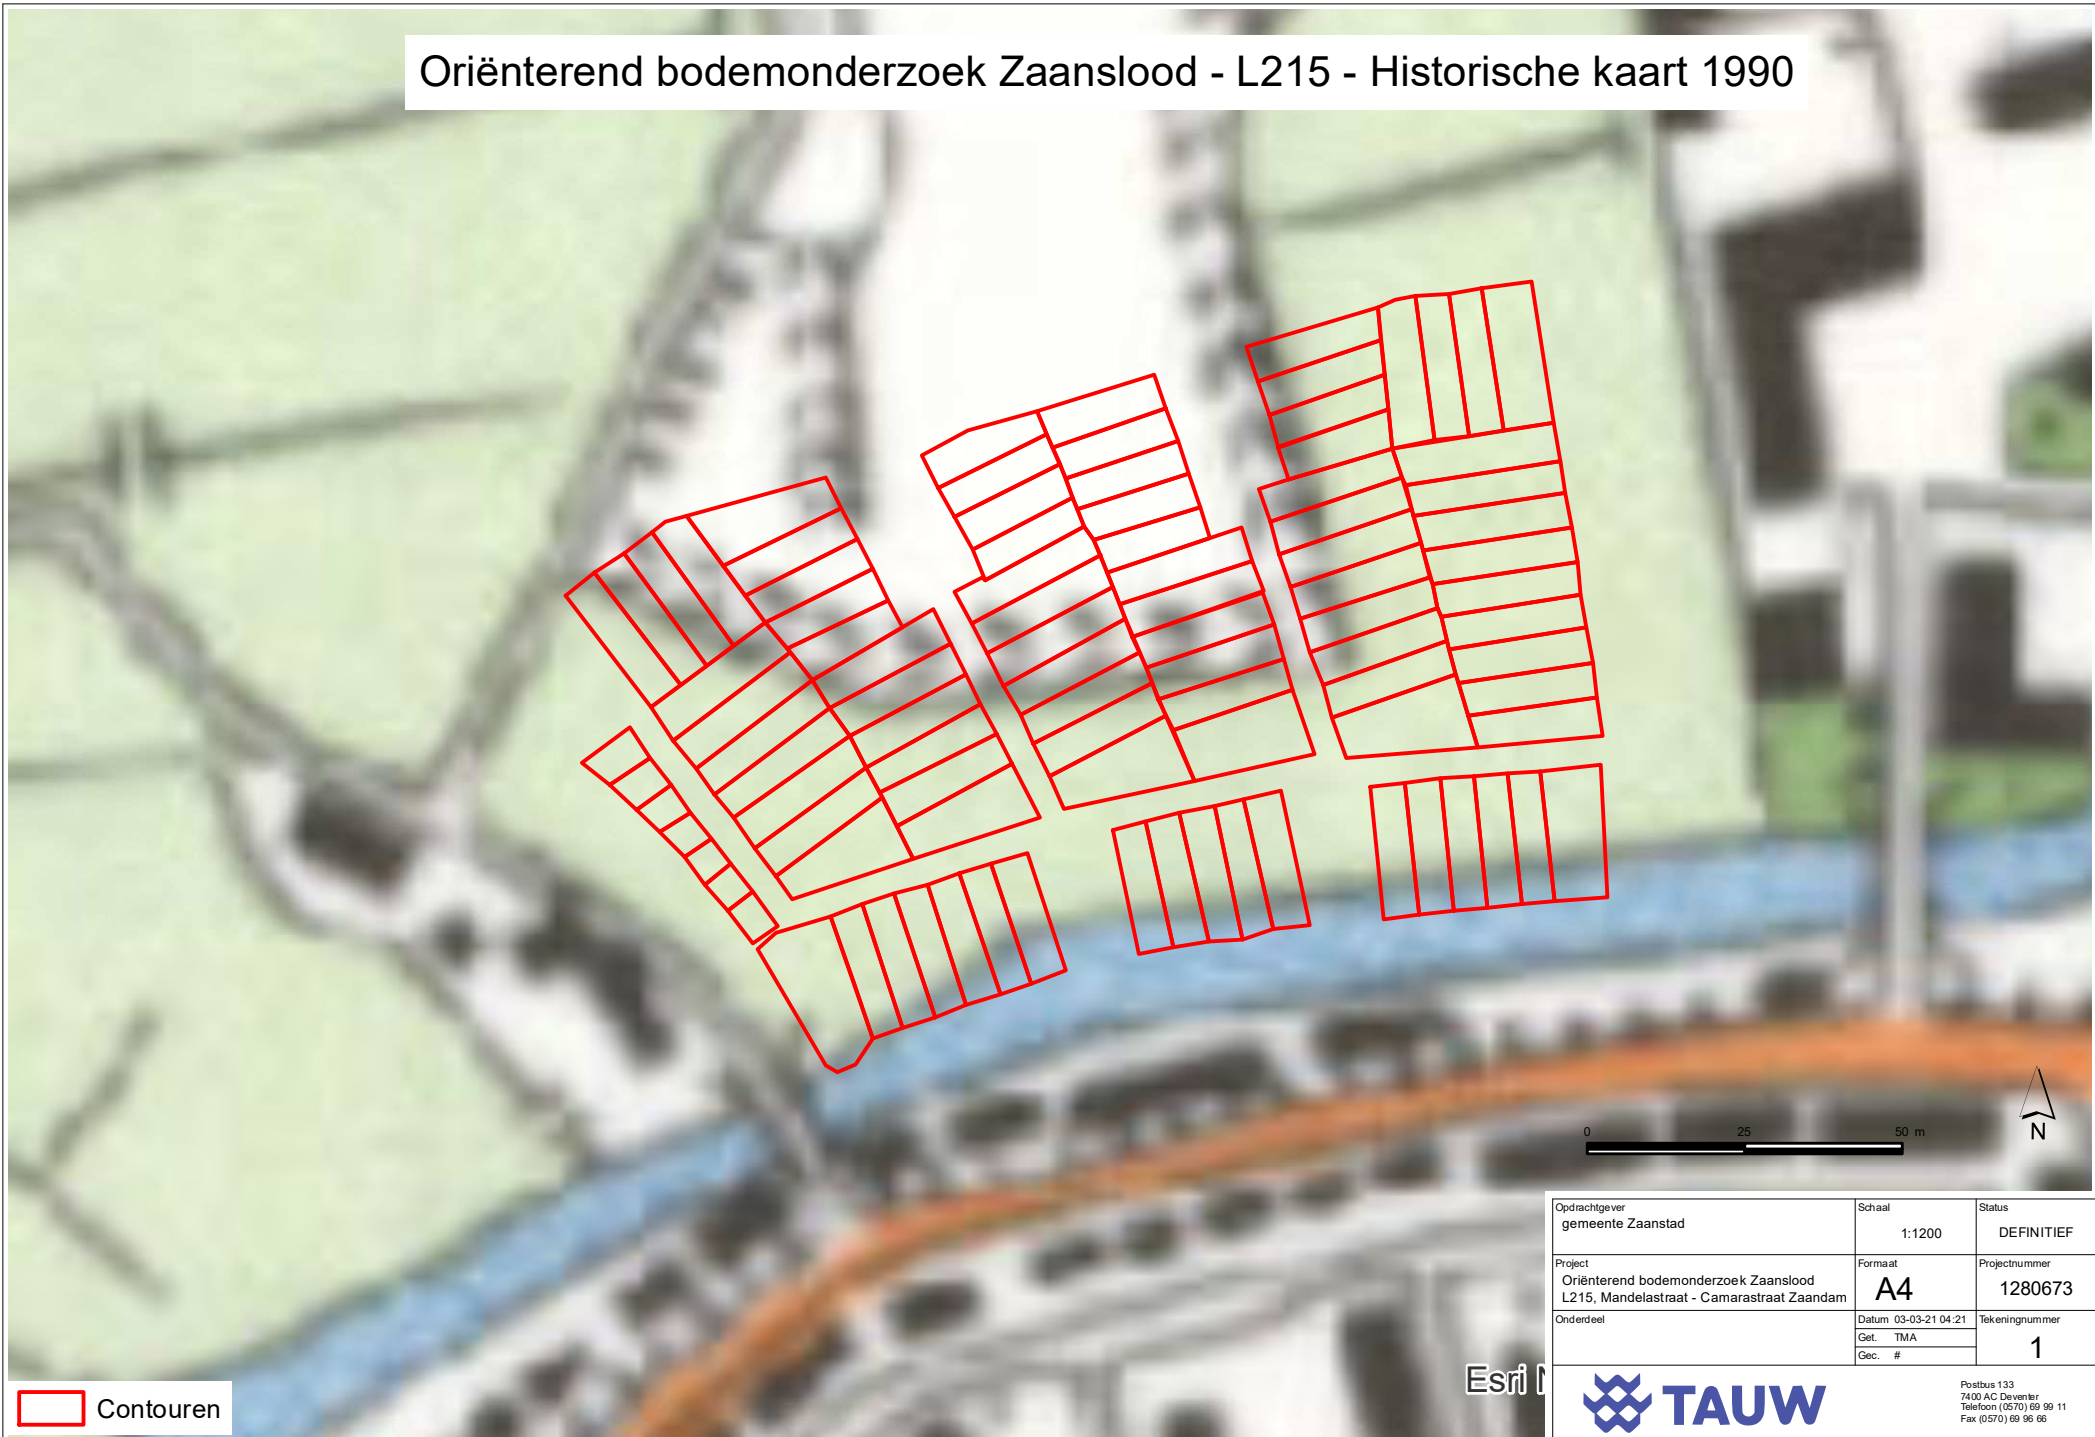 Oriënterend bodemonderzoek Zaanslood - L215 - Historische kaart 1990
0 25 50 m
N
Esri
Contouren
Opdrachtgever
gemeente Zaanstad
Schaal
1:1200
Status
DEFINITIEF
Project
Oriënterend bodemonderzoek Zaanslood
L215, Mandelastraat - Camarastraat Zaandam
Formaat
A4
Projectnummer
1280673
Onderdeel
Datum 03-03-21 04:21
Get. TMA
Gec. #
Tekeningnummer
1
TAUW
Postbus 133
7400 AC Deventer
Telefoon (0570) 69 99 11
Fax (0570) 69 96 66